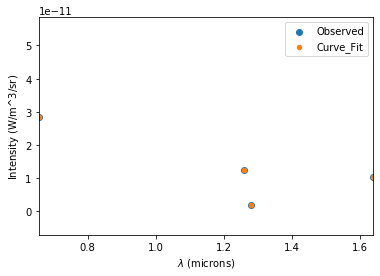 1e−11
Observed
Curve_Fit
5
4
3
2
1
0
Intensity (W/m^3/sr)
0.8
1.0
1.2
1.4
1.6
λ (microns)